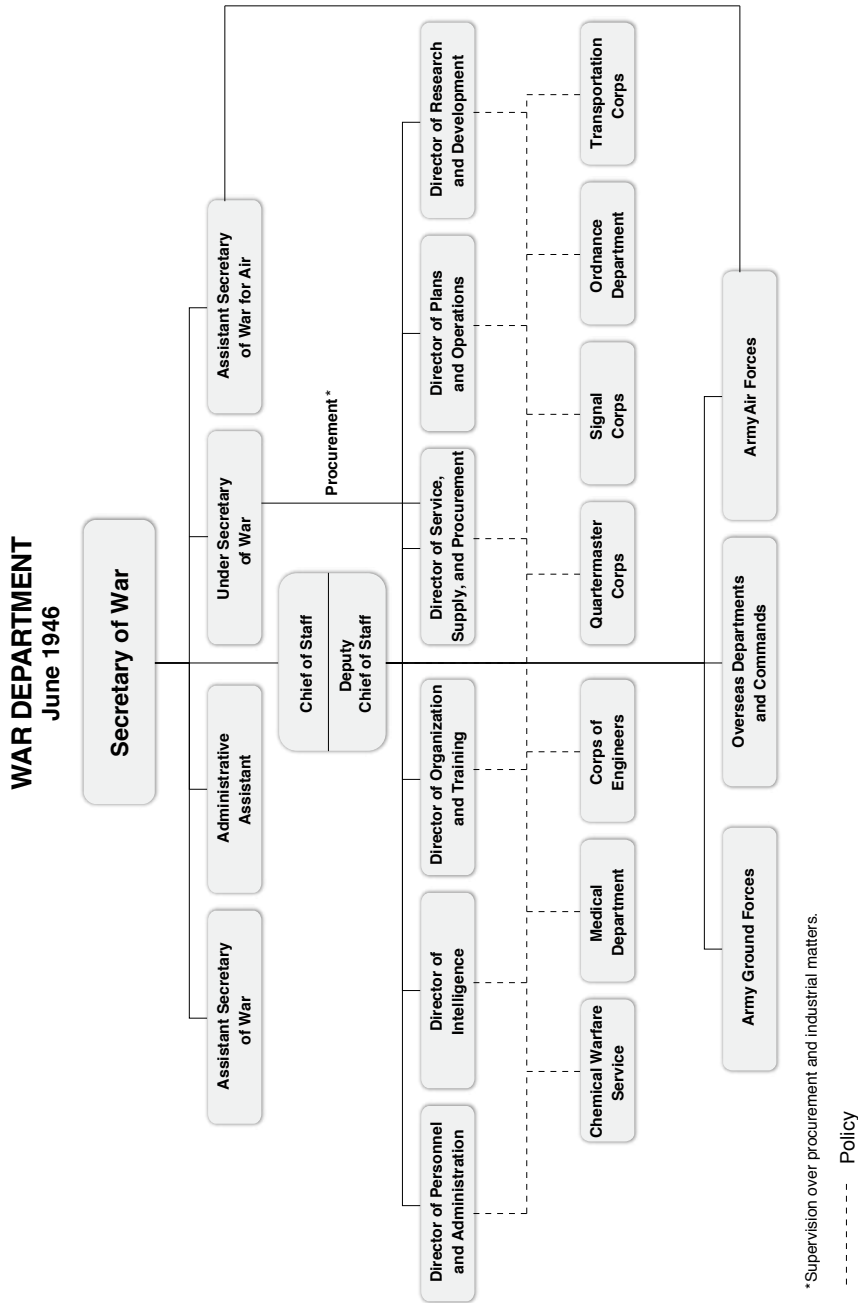 WAR DEPARTMENT
June 1946
Secretary of War
Assistant Secretary
of War
Administrative
Assistant
Under Secretary
of War
Assistant Secretary
of War for Air
Chief of Staff
Deputy
Chief of Staff
Procurement *
Director of Personnel
and Administration
Director of
Intelligence
Director of Organization
and Training
Director of Service,
Supply, and Procurement
Director of Plans
and Operations
Director of Research
and Development
Chemical Warfare
Service
Medical
Department
Corps of
Engineers
Quartermaster
Corps
Signal
Corps
Ordnance
Department
Transportation
Corps
Army Ground Forces
Overseas Departments
and Commands
Army Air Forces
*Supervision over procurement and industrial matters.
Policy